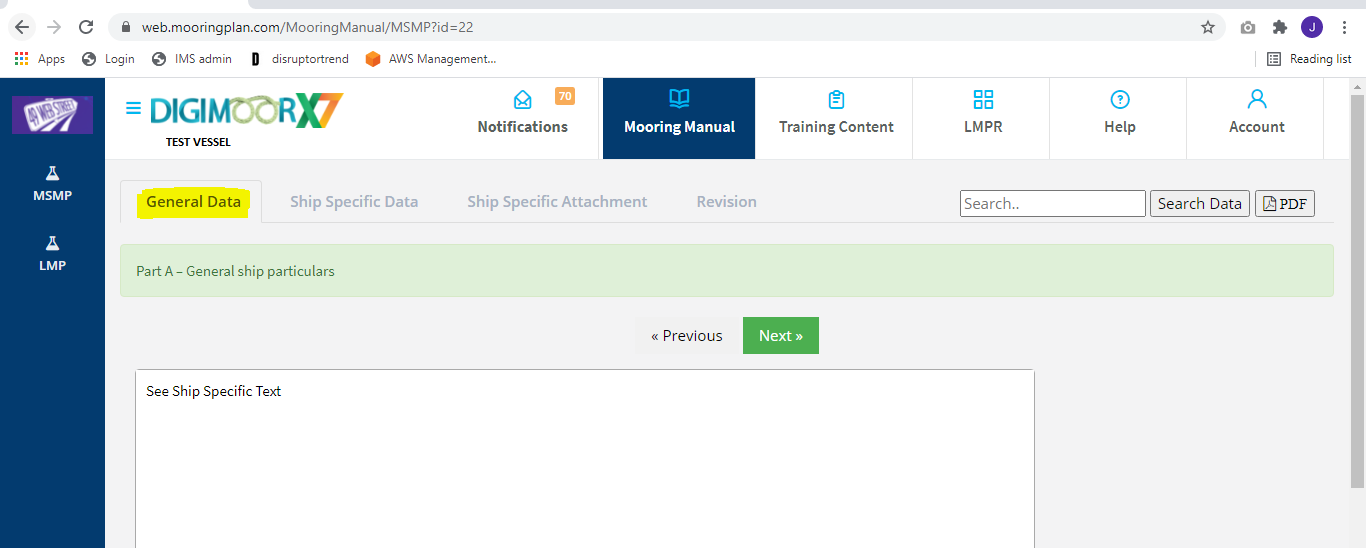 web.mooringplan.com/MooringManual/MSMP?id=22
J
Apps Login IMS admin D disruptortrend AWS Management... Reading list
49 WEB STREET
DIGIMOORX7
TEST VESSEL
70
Notifications Mooring Manual Training Content LMPR Help Account
MSMP
LMP
General Data Ship Specific Data Ship Specific Attachment Revision Search.. Search Data PDF
Part A – General ship particulars
« Previous Next »
See Ship Specific Text